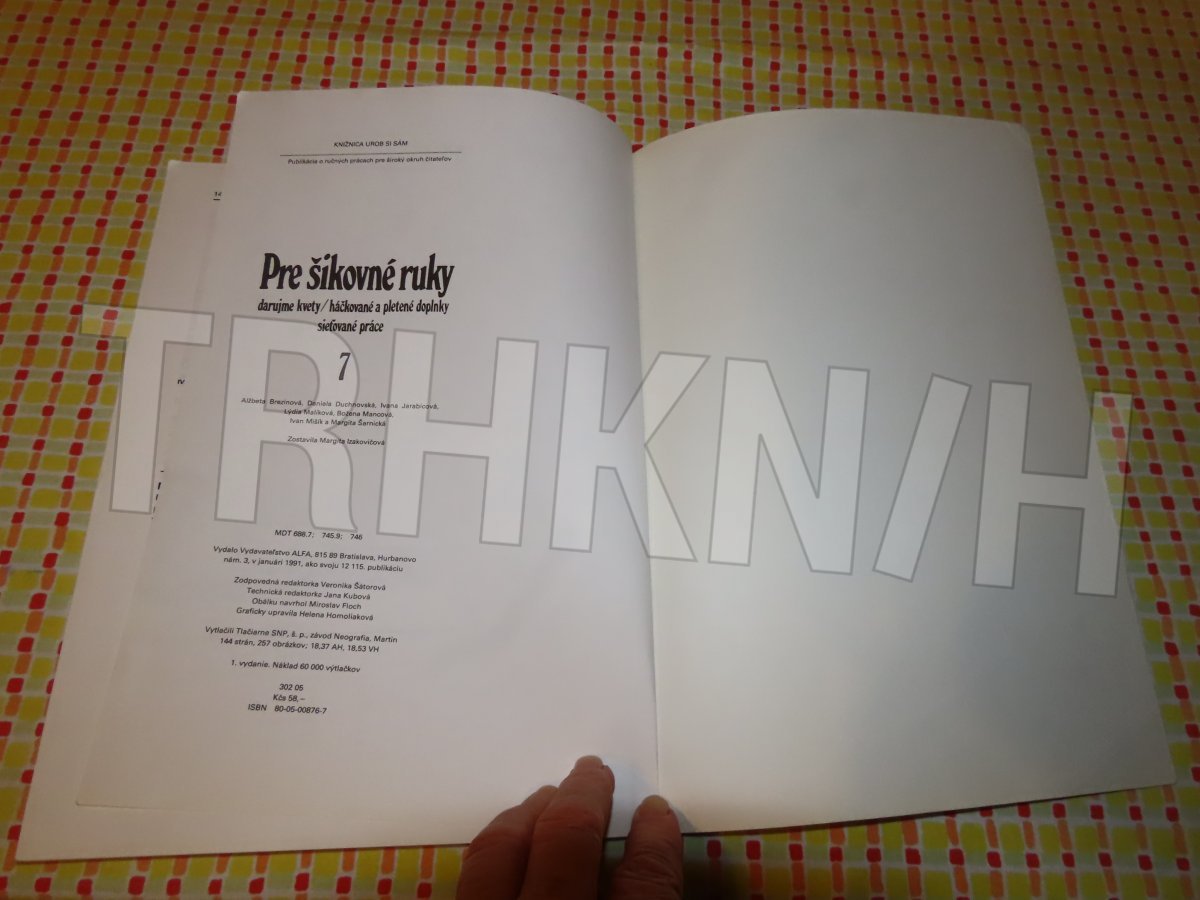 KNIŽNICA UROB SI SÁM
Publikácie o ručných prácach pre široký okruh čitateľov
Pre šikovné ruky
darujme kvety / háčkované a pletené doplnky
sieťované práce
7
Alžbeta Brezinová, Daniela Duchnovská, Ivana Jarabicová,
Lýdia Malíková, Božena Mancová,
Ivan Mišík a Margita Šarnická
Zostavila Margita Izakovičová
MDT 688.7; 745.9; 746
Vydalo Vydavateľstvo ALFA, 815 89 Bratislava, Hurbanovo
nám. 3, v januári 1991, ako svoju 12 115. publikáciu
Zodpovedná redaktorka Veronika Šátorová
Technická redaktorka Jana Kubová
Obálku navrhol Miroslav Floch
Graficky upravila Helena Homoliaková
Vytlačili Tlačiarne SNP, š. p., závod Neografia, Martin
144 strán, 257 obrázkov; 18,37 AH, 18,53 VH
1. vydanie. Náklad 60 000 výtlačkov
302 05
Kčs 58,–
ISBN 80-05-00876-7
IV
TRHKN/H